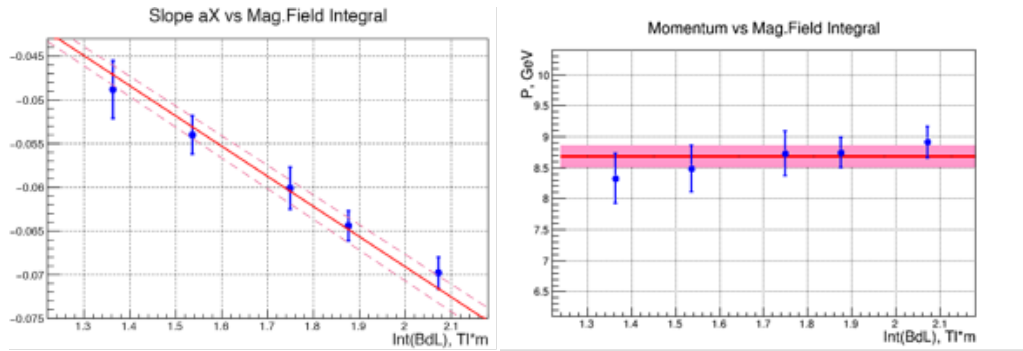 Slope aX vs Mag.Field Integral
-0.045
-0.05
-0.055
-0.06
-0.065
-0.07
-0.075
1.3 1.4 1.5 1.6 1.7 1.8 1.9 2 2.1
Int(BdL), Tl*m
Momentum vs Mag.Field Integral
P, GeV
10
9.5
9
8.5
8
7.5
7
6.5
1.3 1.4 1.5 1.6 1.7 1.8 1.9 2 2.1
Int(BdL), Tl*m